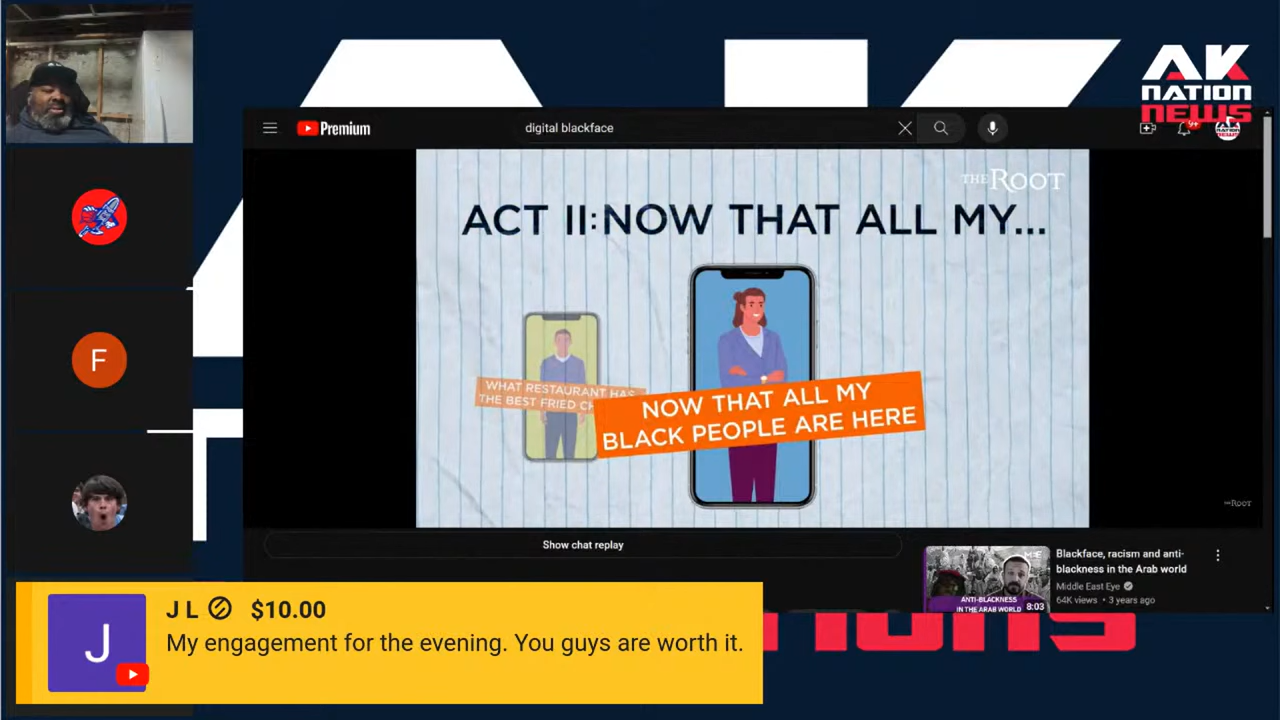 AK
NATION
NEWS
Premium
digital blackface
9+
THE ROOT
ACT II:NOW THAT ALL MY...
WHAT RESTAURANT HAS
THE BEST FRIED CH
NOW THAT ALL MY
BLACK PEOPLE ARE HERE
THE ROOT
F
Show chat replay
Blackface, racism and anti-
blackness in the Arab world
Middle East Eye
64K views • 3 years ago
MEE
ANTI-BLACKNESS
IN THE ARAB WORLD
8:03
J
J L $10.00
My engagement for the evening. You guys are worth it.